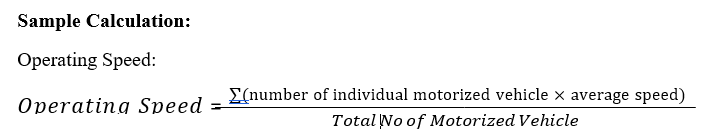 Sample Calculation:
Operating Speed:
Operating Speed = ∑(number of individual motorized vehicle × average speed)
Total No of Motorized Vehicle